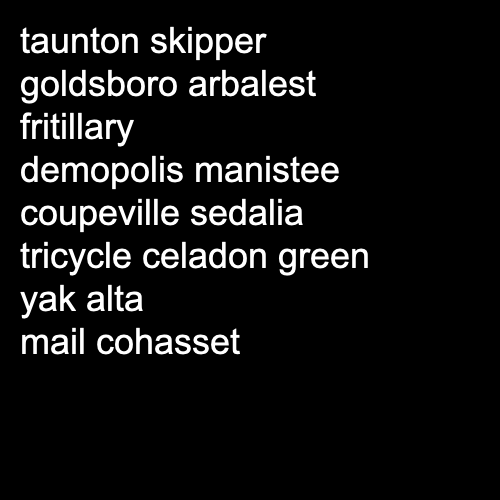 taunton skipper
goldsboro arbalest
fritillary
demopolis manistee
coupeville sedalia
tricycle celadon green
yak alta
mail cohasset